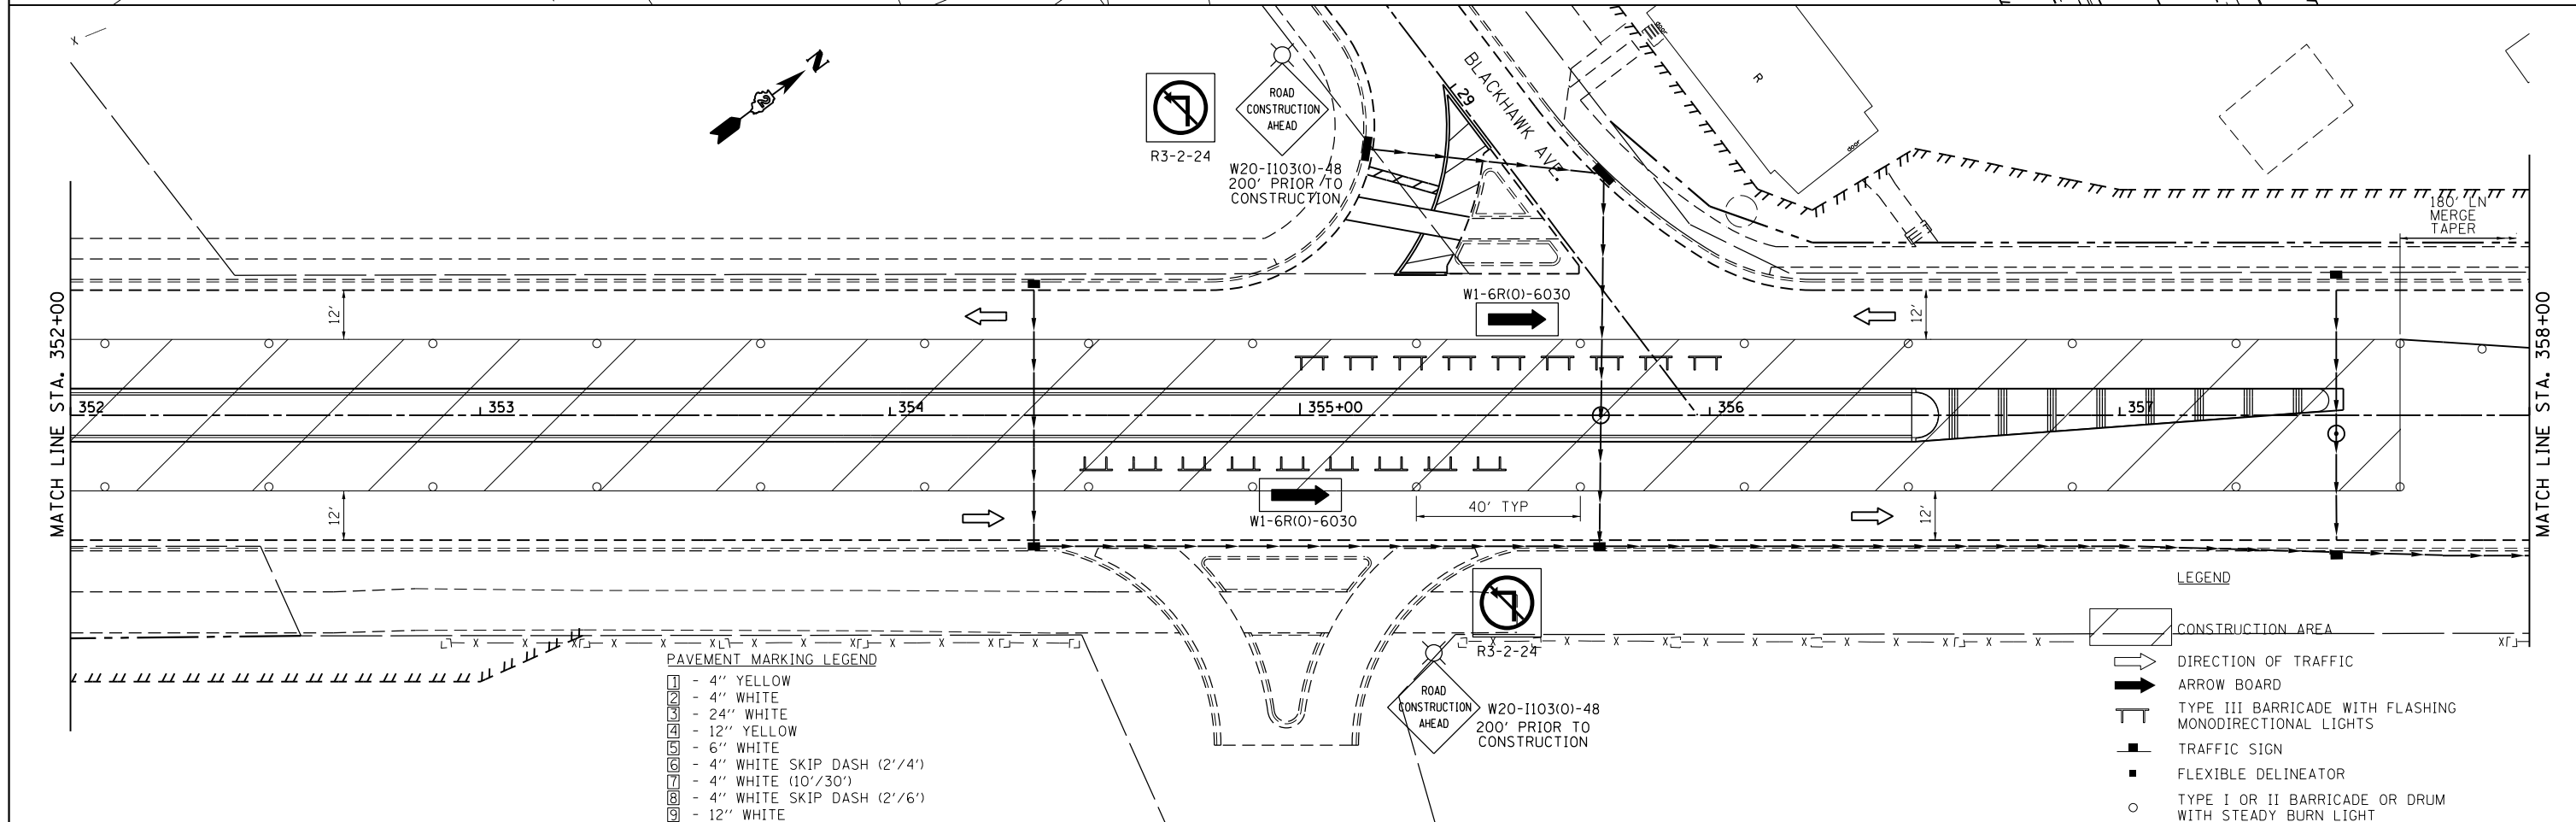 N
2
BLACKHAWK AVE.
29
R
door
door
ROAD
CONSTRUCTION
AHEAD
R3-2-24
W20-I103(O)-48
200' PRIOR TO
CONSTRUCTION
180' LN
MERGE
TAPER
MATCH LINE STA. 352+00
MATCH LINE STA. 358+00
12'
12'
W1-6R(O)-6030
352
353
354
355+00
356
357
12'
12'
W1-6R(O)-6030
40' TYP
R3-2-24
ROAD
CONSTRUCTION
AHEAD
W20-I103(O)-48
200' PRIOR TO
CONSTRUCTION
PAVEMENT MARKING LEGEND
1 - 4'' YELLOW
2 - 4'' WHITE
3 - 24'' WHITE
4 - 12'' YELLOW
5 - 6'' WHITE
6 - 4'' WHITE SKIP DASH (2'/4')
7 - 4'' WHITE (10'/30')
8 - 4'' WHITE SKIP DASH (2'/6')
9 - 12'' WHITE
LEGEND
CONSTRUCTION AREA
DIRECTION OF TRAFFIC
ARROW BOARD
TYPE III BARRICADE WITH FLASHING
MONODIRECTIONAL LIGHTS
TRAFFIC SIGN
FLEXIBLE DELINEATOR
TYPE I OR II BARRICADE OR DRUM
WITH STEADY BURN LIGHT